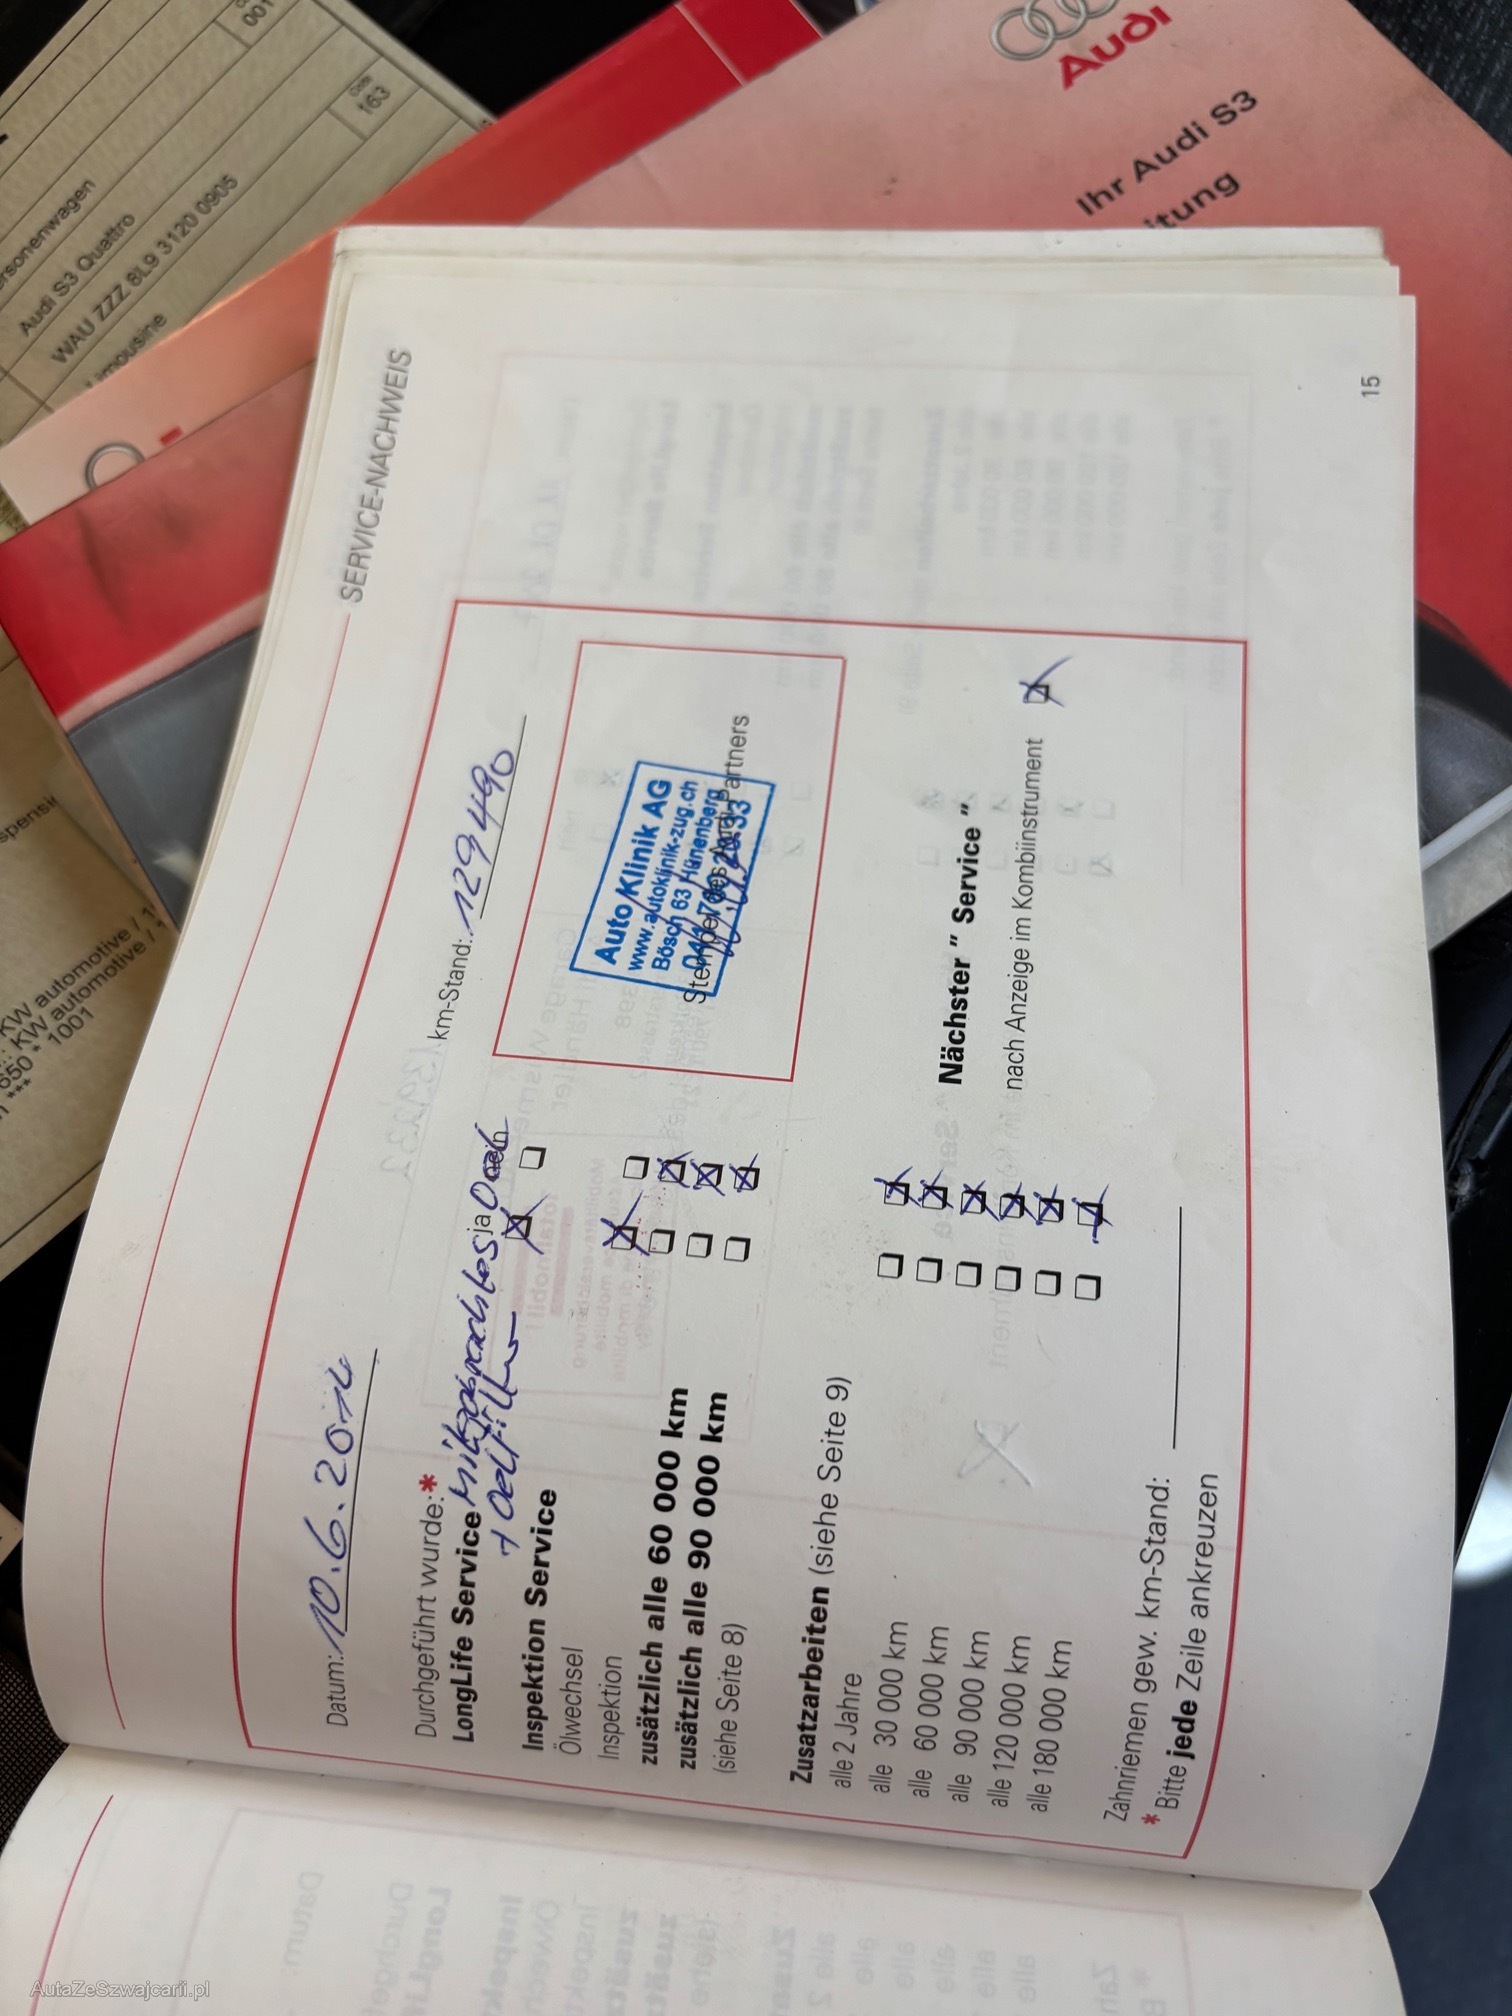 SERVICE-NACHWEIS
Datum: 10.6.2014
km-Stand: 129490
Durchgeführt wurde:*
ja
LongLife Service
+ Oelfilter
Inspektion Service
Ölwechsel
Inspektion
zusätzlich alle 60 000 km
zusätzlich alle 90 000 km
(siehe Seite 8)
Auto Klinik AG
www.autoklinik-zug.ch
Bösch 63 Hünenberg
Stempel des Audi Partners
Zusatzarbeiten (siehe Seite 9)
alle 2 Jahre
alle 30 000 km
alle 60 000 km
alle 90 000 km
alle 120 000 km
alle 180 000 km
Nächster " Service "
nach Anzeige im Kombiinstrument
Zahnriemen gew. km-Stand:
* Bitte jede Zeile ankreuzen
15
Audi
Ihr Audi S3
itung
001
Code
163
ersonenwagen
Audi S3 Quattro
WAU ZZZ 8L9 3120 0905
Limousine
KW automotive /
KW automotive /
650 * 1001
***
AutaZeSzwajcarii.pl